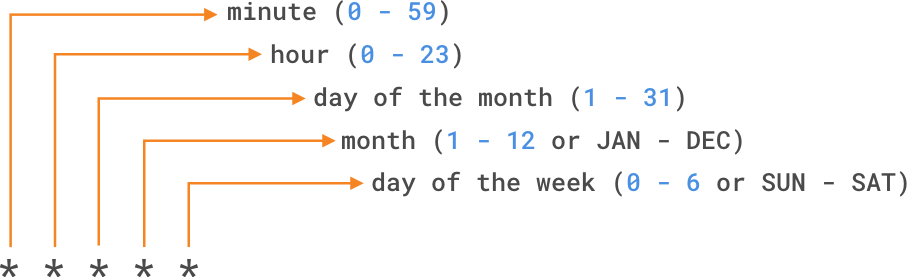 minute (0 - 59)
hour (0 - 23)
day of the month (1 - 31)
month (1 - 12 or JAN - DEC)
day of the week (0 - 6 or SUN - SAT)
* * * * *